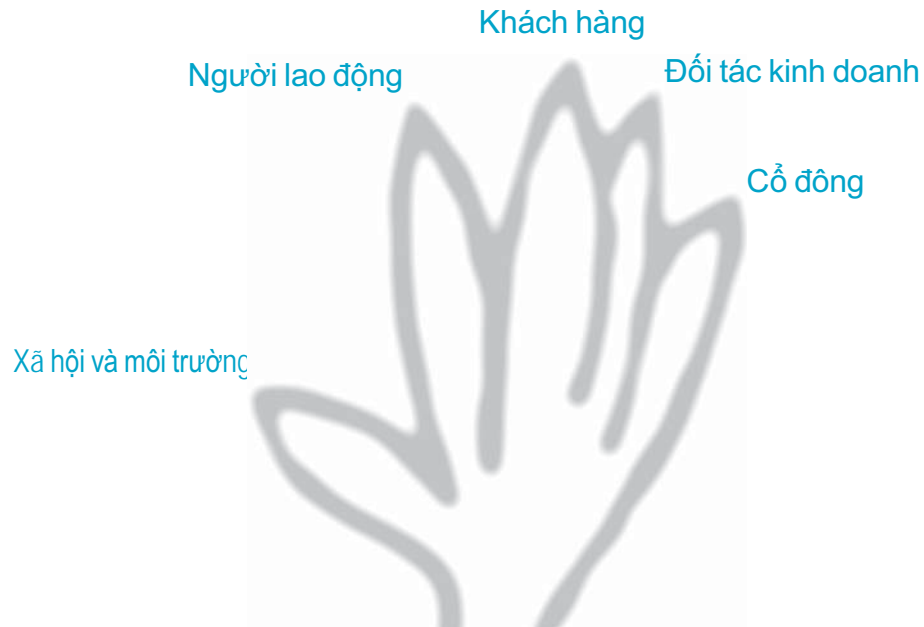 Khách hàng
Người lao động
Đối tác kinh doanh
Cổ đông
Xã hội và môi trường